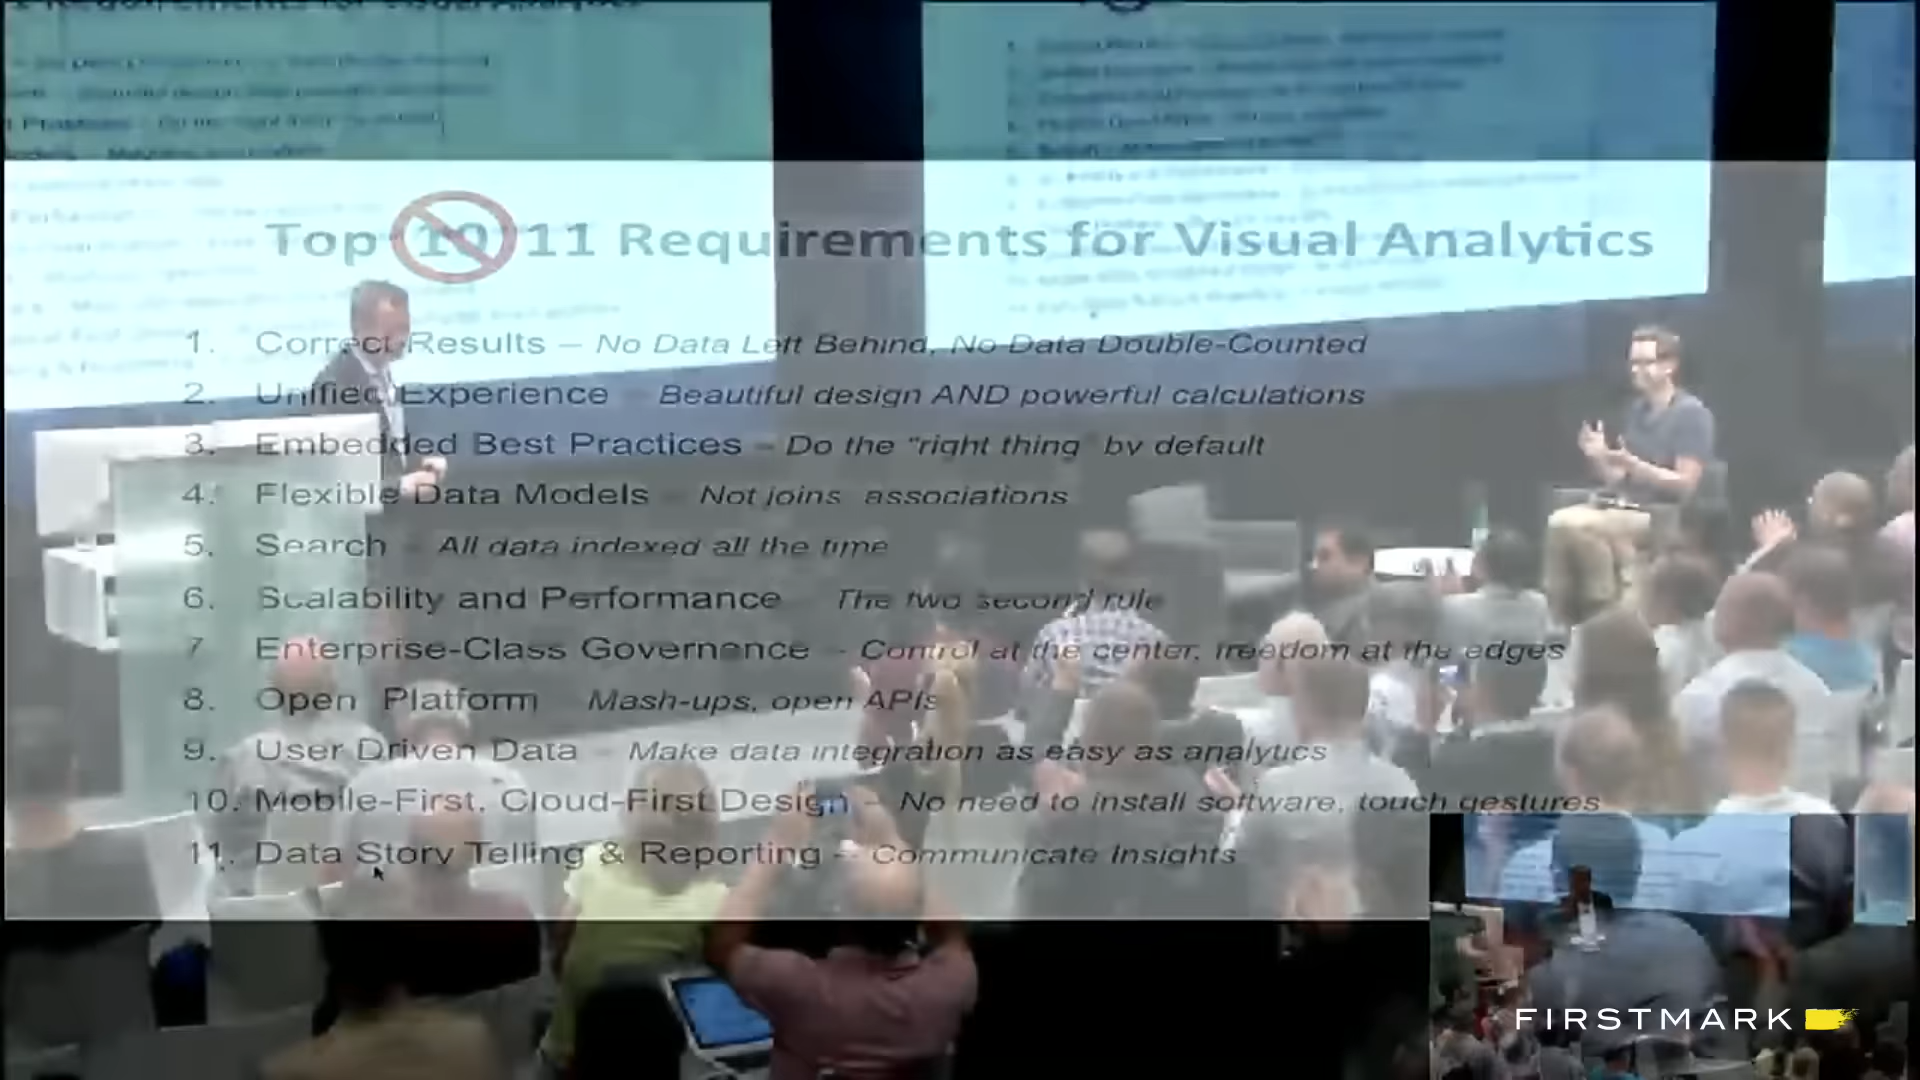 Top 10 11 Requirements for Visual Analytics
1. Correct Results – No Data Left Behind, No Data Double-Counted
2. Unified Experience – Beautiful design AND powerful calculations
3. Embedded Best Practices – Do the "right thing" by default
4. Flexible Data Models – Not joins associations
5. Search – All data indexed all the time
6. Scalability and Performance The two second rule
7 Enterprise-Class Governance – Control at the center, freedom at the edges
8. Open Platform Mash-ups, open APIs
9. User Driven Data – Make data integration as easy as analytics
10. Mobile-First, Cloud-First Design – No need to install software, touch gestures
11. Data Story Telling & Reporting – Communicate Insights
FIRSTMARK